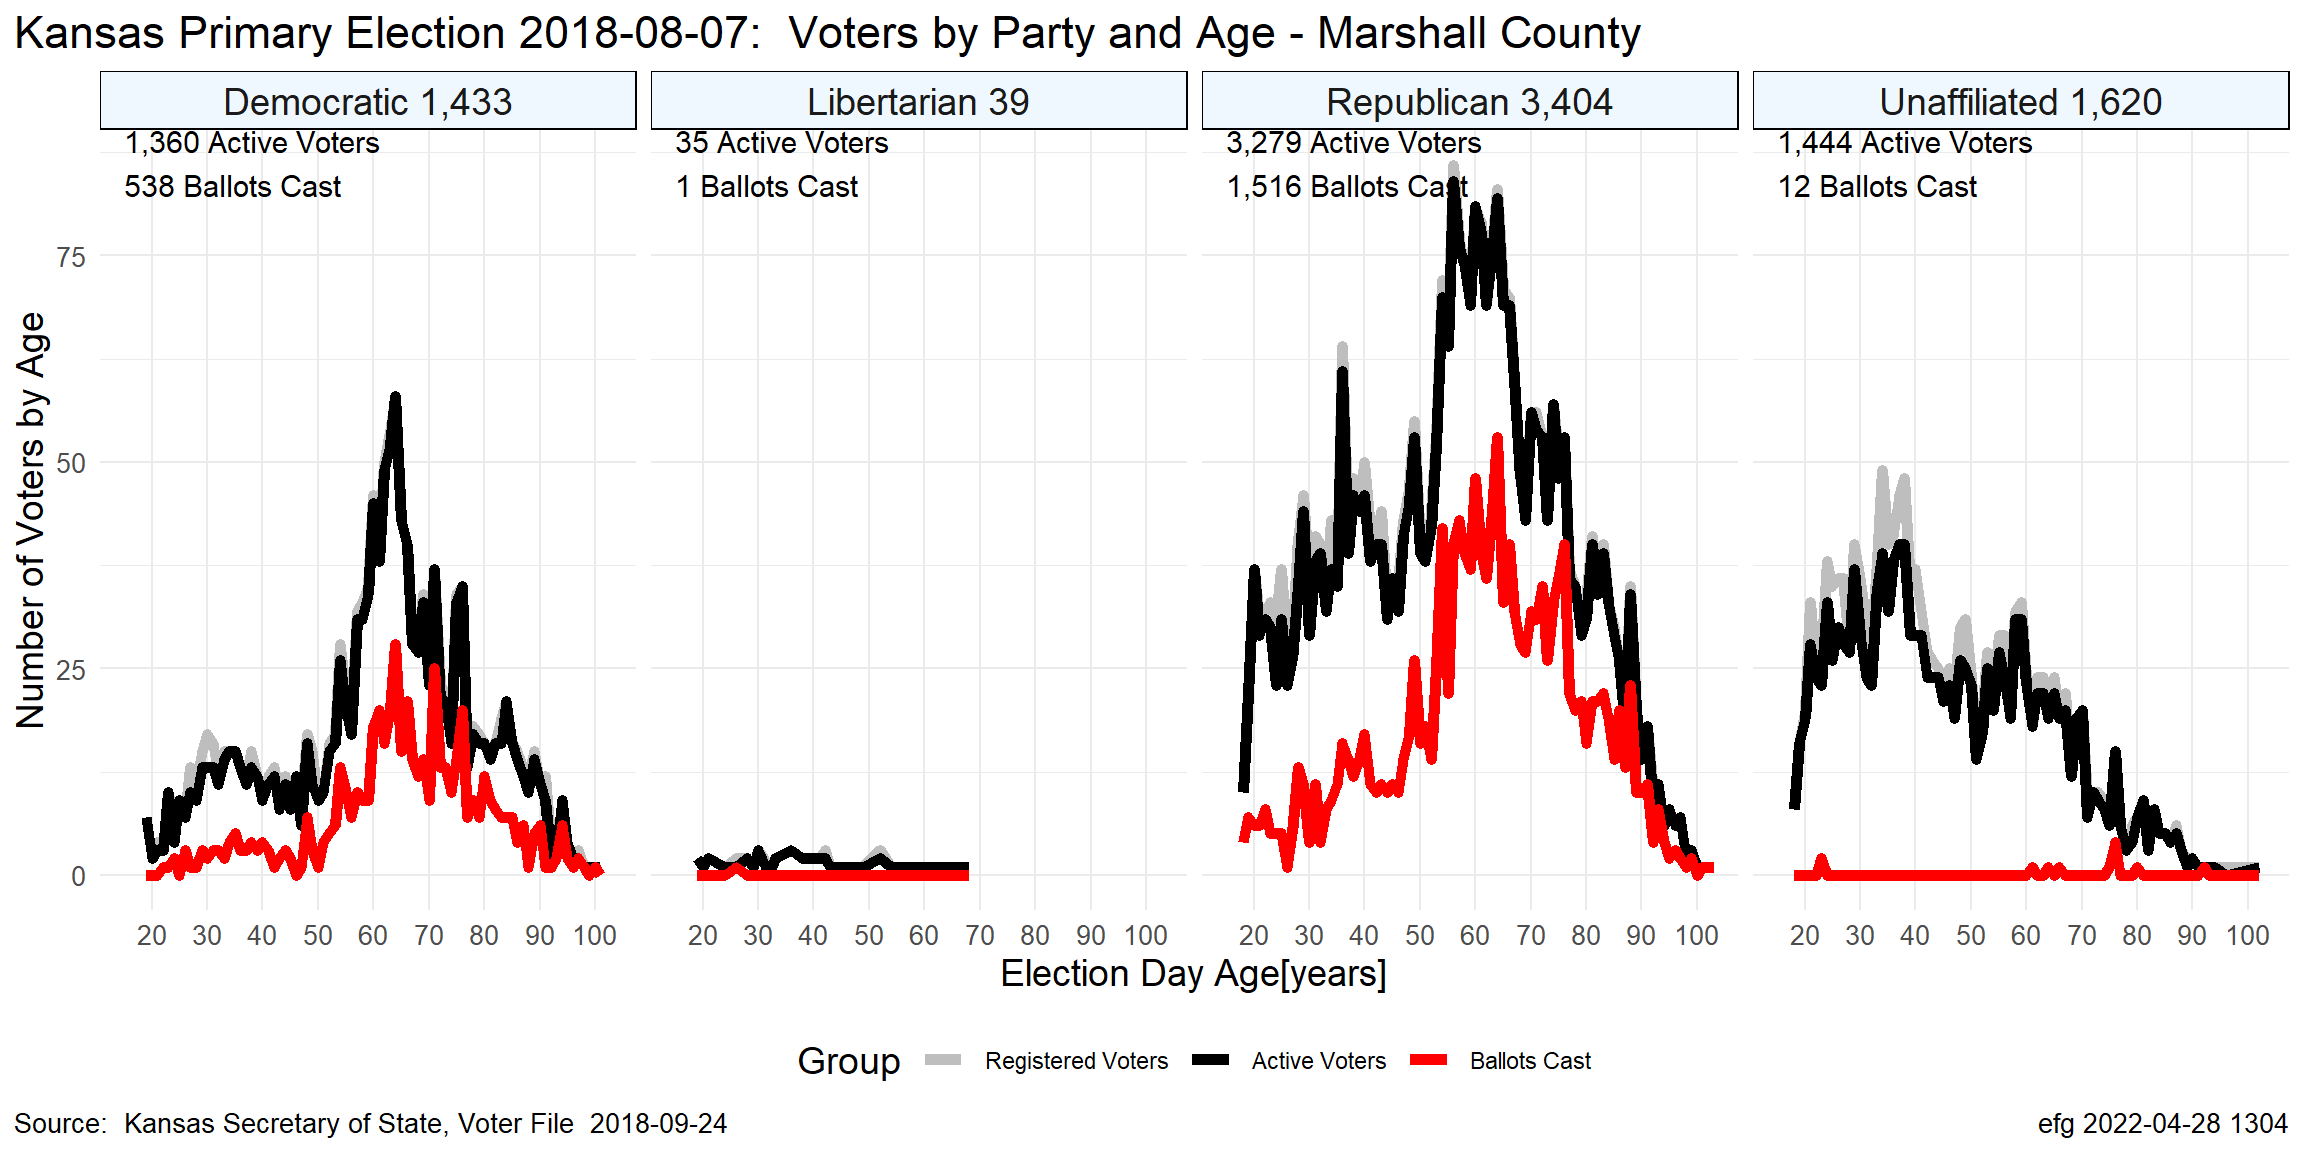 Kansas Primary Election 2018-08-07:  Voters by Party and Age - Marshall County
Democratic 1,433
Libertarian 39
Republican 3,404
Unaffiliated 1,620
1,360 Active Voters
538 Ballots Cast
35 Active Voters
1 Ballots Cast
3,279 Active Voters
1,516 Ballots Cast
1,444 Active Voters
12 Ballots Cast
Number of Voters by Age
75
50
25
0
20 30 40 50 60 70 80 90 100
20 30 40 50 60 70 80 90 100
20 30 40 50 60 70 80 90 100
20 30 40 50 60 70 80 90 100
Election Day Age[years]
Group Registered Voters Active Voters Ballots Cast
Source:  Kansas Secretary of State, Voter File  2018-09-24
efg 2022-04-28 1304